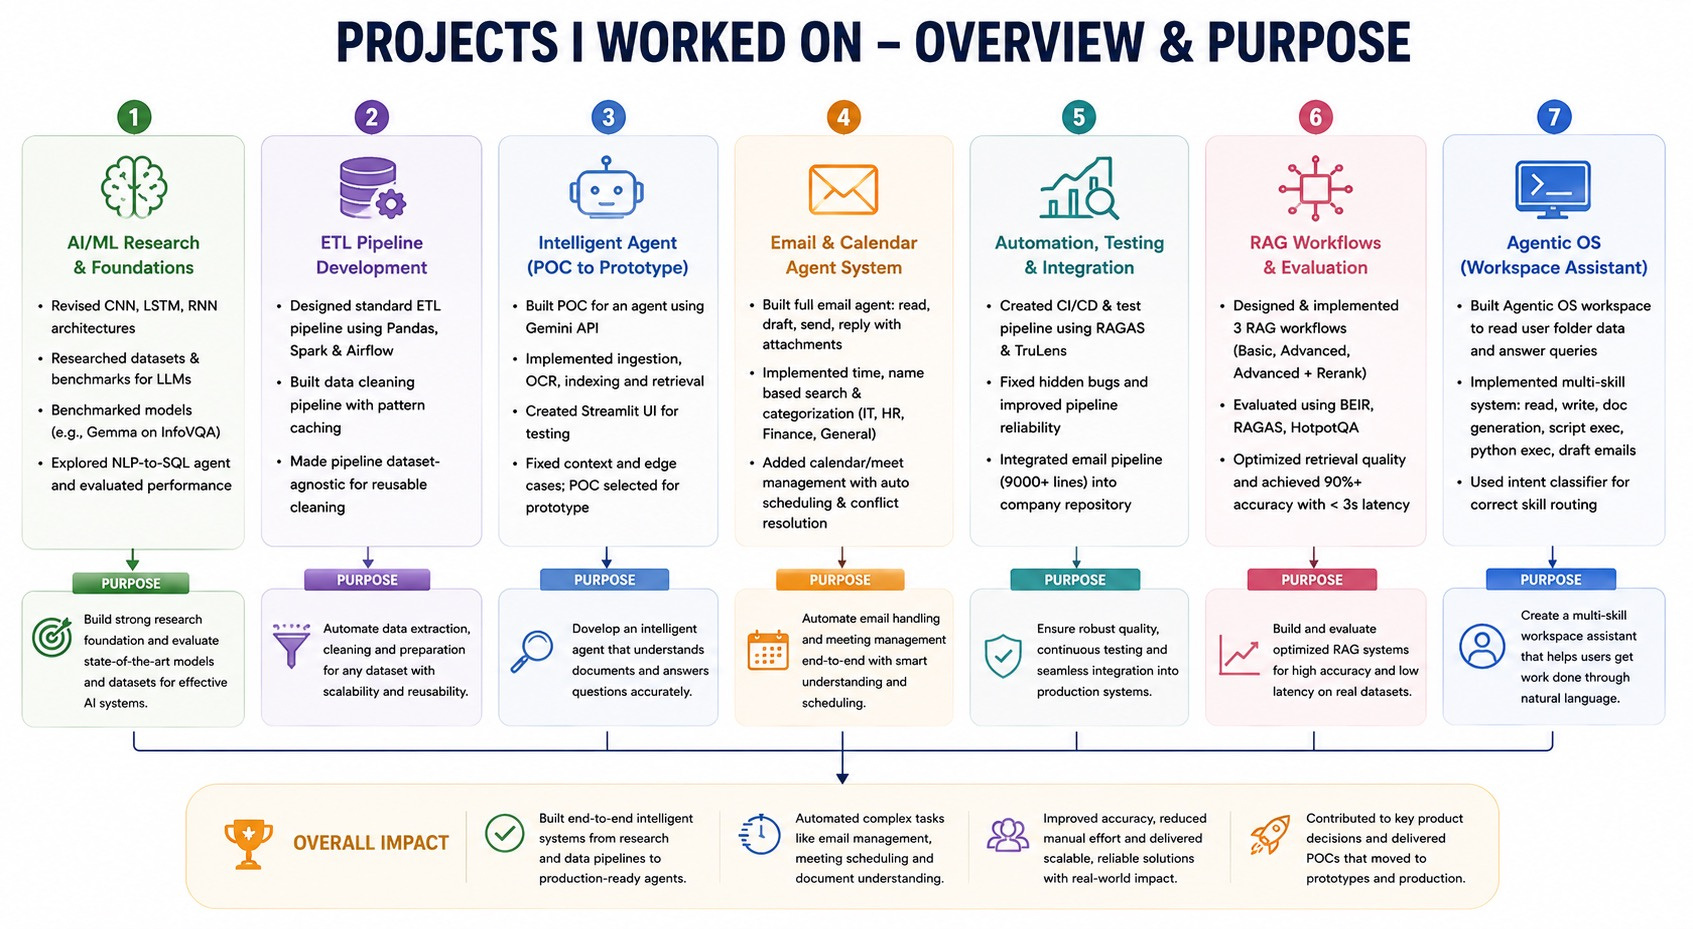 PROJECTS I WORKED ON – OVERVIEW & PURPOSE
1
AI/ML Research
& Foundations
• Revised CNN, LSTM, RNN
architectures
• Researched datasets &
benchmarks for LLMs
• Benchmarked models
(e.g., Gemma on InfoVQA)
• Explored NLP-to-SQL agent
and evaluated performance
PURPOSE
Build strong research
foundation and evaluate
state-of-the-art models
and datasets for effective
AI systems.
2
ETL Pipeline
Development
• Designed standard ETL
pipeline using Pandas,
Spark & Airflow
• Built data cleaning
pipeline with pattern
caching
• Made pipeline dataset-
agnostic for reusable
cleaning
PURPOSE
Automate data extraction,
cleaning and preparation
for any dataset with
scalability and reusability.
3
Intelligent Agent
(POC to Prototype)
• Built POC for an agent using
Gemini API
• Implemented ingestion,
OCR, indexing and retrieval
• Created Streamlit UI for
testing
• Fixed context and edge
cases; POC selected for
prototype
PURPOSE
Dovelop an intelligent
agent that understands
documents and answers
questions accurately.
4
Email & Calendar
Agent System
• Built full email agent: read,
draft, send, reply with
attachments
• Implemented time, name
based search &
categorization (IT, HR,
Finance, General)
• Added calendar/meet
management with auto
scheduling & conflict
resolution
PURPOSE
Automate email handling
and meeting management
end-to-end with smart
understanding and
scheduling.
5
Automation, Testing
& Integration
• Created CI/CD & test
pipeline using RAGAS
& TruLens
• Fixed hidden bugs and
improved pipeline
reliability
• Integrated email pipeline
(9000+ lines) into
company repository
PURPOSE
Ensure robust quality,
continuous testing and
seamless integration into
production systems.
6
RAG Workflows
& Evaluation
• Designed & implemented
3 RAG workflows
(Basic, Advanced,
Advanced + Rerank)
• Evaluated using BEIR,
RAGAS, HotpotQA
• Optimized retrieval quality
and achieved 90%+
accuracy with < 3s latency
PURPOSE
Build and evaluate
optimized RAG systems
for high accuracy and low
latency on real datasets.
7
Agentic OS
(Workspace Assistant)
• Built Agentic OS workspace
to read user folder data
and answer queries
• Implemented multi-skill
system: read, write, doc
generation, script exec,
python exec, draft emails
• Used intent classifier for
correct skill routing
PURPOSE
Create a multi-skill
workspace assistant
that helps users get
work done through
natural language.
OVERALL IMPACT
Built end-to-end intelligent
systems from research
and data pipelines to
production-ready agents.
Automated complex tasks
like email management,
meeting scheduling and
document understanding.
Improved accuracy, reduced
manual effort and delivered
scalable, reliable solutions
with real-world impact.
Contributed to key product
decisions and delivered
POCs that moved to
prototypes and production.